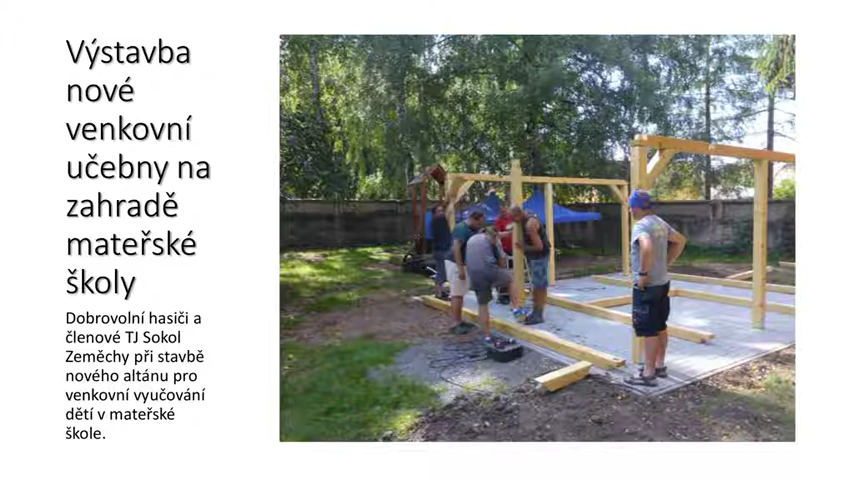 Výstavba
nové
venkovní
učebny na
zahradě
mateřské
školy
Dobrovolní hasiči a
členové TJ Sokol
Zeměchy při stavbě
nového altánu pro
venkovní vyučování
dětí v mateřské
škole.